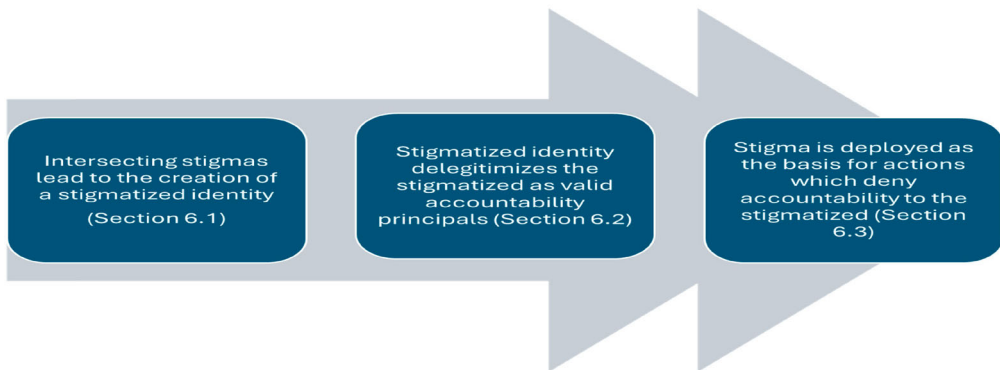 Intersecting stigmas
lead to the creation of
a stigmatized identity
(Section 6.1)
Stigmatized identity
delegitimizes the
stigmatized as valid
accountability
principals (Section 6.2)
Stigma is deployed as
the basis for actions
which deny
accountability to the
stigmatized (Section
6.3)